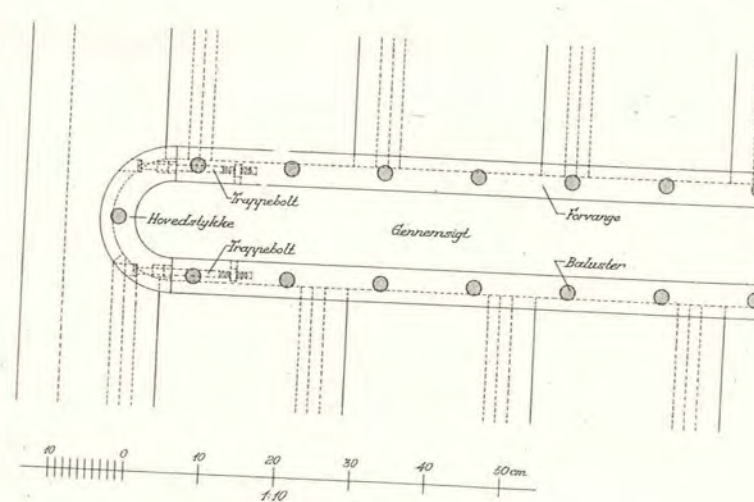 Trappebolt
Hovedstykke
Gennemsigt
Forvange
Trappebolt
Baluster
10 0 10 20 30 40 50 cm.
1:10